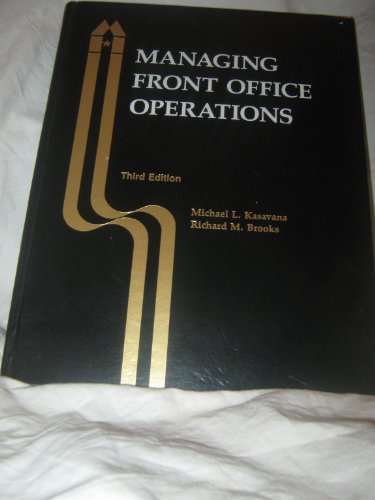 MANAGING
FRONT OFFICE
OPERATIONS
Third Edition
Michael L. Kasavana
Richard M. Brooks